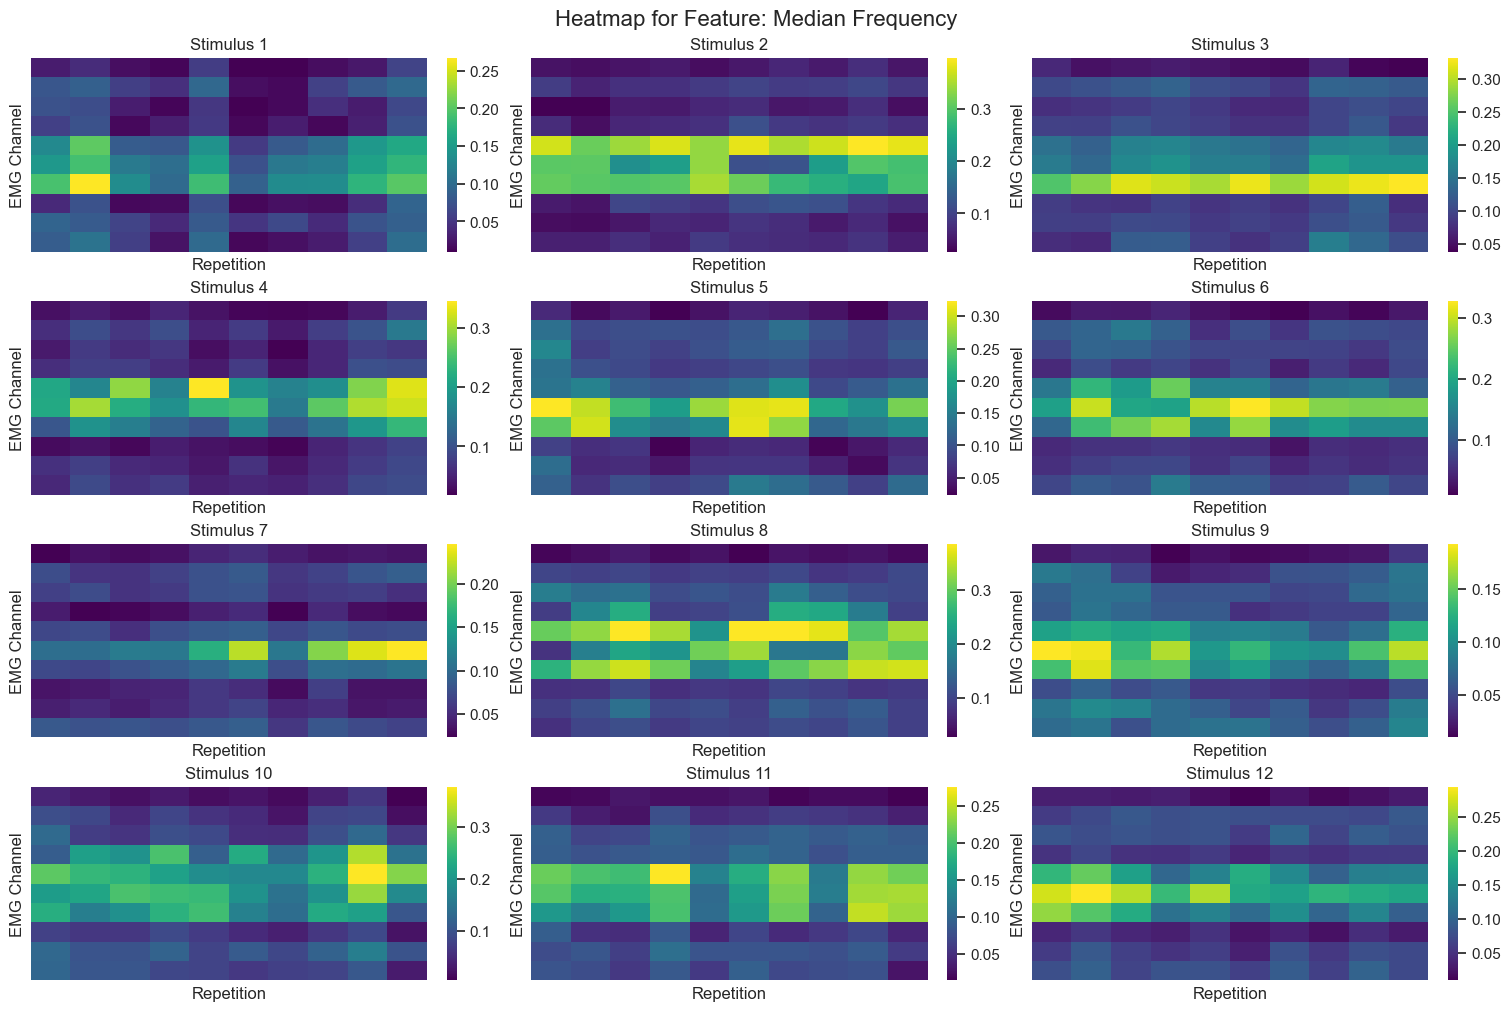 Heatmap for Feature: Median Frequency
Stimulus 1
EMG Channel
Repetition
0.25
0.20
0.15
0.10
0.05
Stimulus 2
EMG Channel
Repetition
0.3
0.2
0.1
Stimulus 3
EMG Channel
Repetition
0.30
0.25
0.20
0.15
0.10
0.05
Stimulus 4
EMG Channel
Repetition
0.3
0.2
0.1
Stimulus 5
EMG Channel
Repetition
0.30
0.25
0.20
0.15
0.10
0.05
Stimulus 6
EMG Channel
Repetition
0.3
0.2
0.1
Stimulus 7
EMG Channel
Repetition
0.20
0.15
0.10
0.05
Stimulus 8
EMG Channel
Repetition
0.3
0.2
0.1
Stimulus 9
EMG Channel
Repetition
0.15
0.10
0.05
Stimulus 10
EMG Channel
Repetition
0.3
0.2
0.1
Stimulus 11
EMG Channel
Repetition
0.25
0.20
0.15
0.10
0.05
Stimulus 12
EMG Channel
Repetition
0.25
0.20
0.15
0.10
0.05